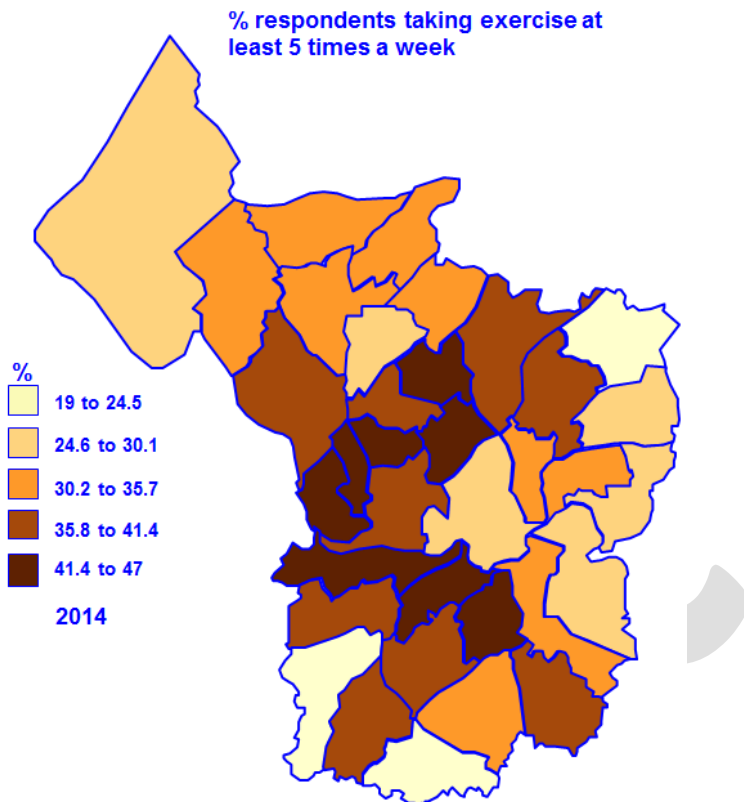 % respondents taking exercise at
least 5 times a week
%
19 to 24.5
24.6 to 30.1
30.2 to 35.7
35.8 to 41.4
41.4 to 47
2014